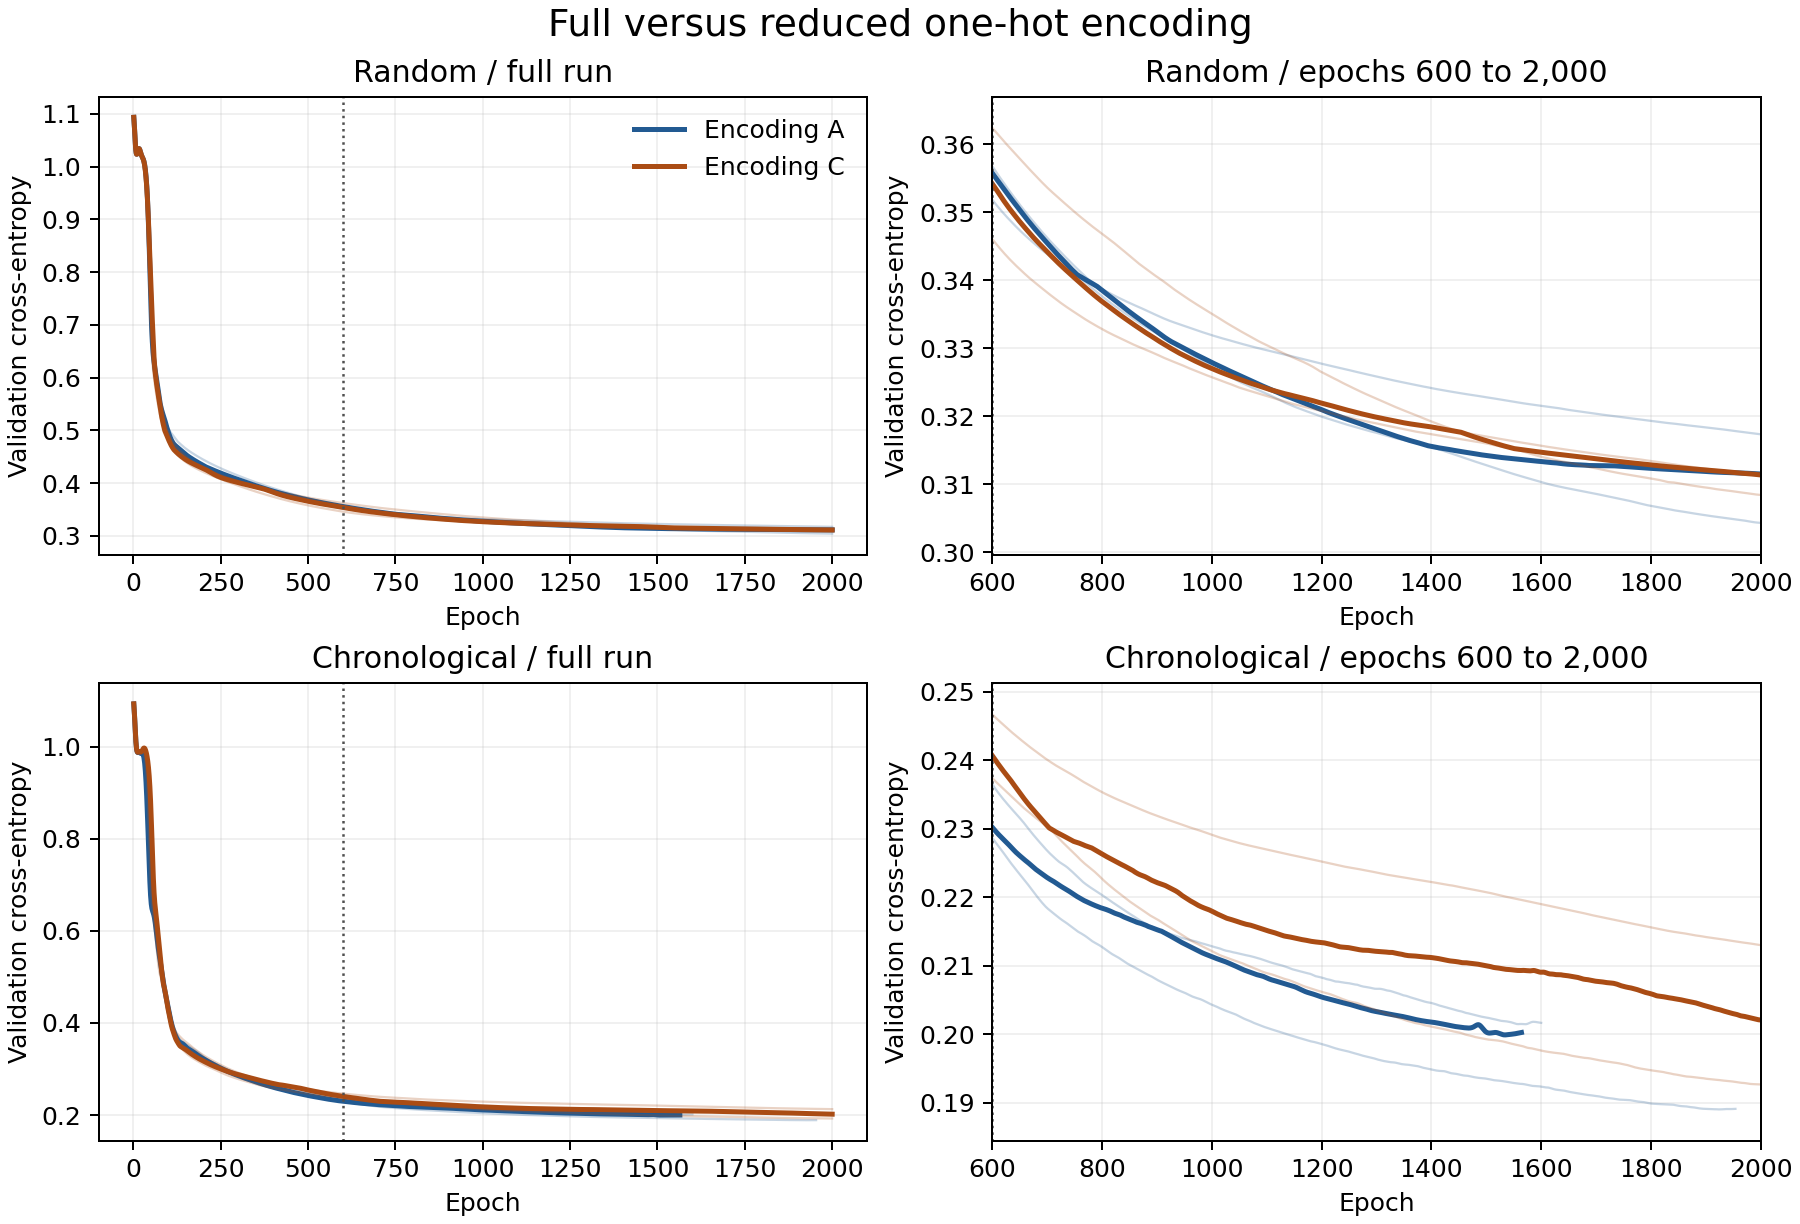 Full versus reduced one-hot encoding
Random / full run
Validation cross-entropy
1.1
1.0
0.9
0.8
0.7
0.6
0.5
0.4
0.3
Encoding A
Encoding C
0 250 500 750 1000 1250 1500 1750 2000
Epoch
Random / epochs 600 to 2,000
Validation cross-entropy
0.36
0.35
0.34
0.33
0.32
0.31
0.30
600 800 1000 1200 1400 1600 1800 2000
Epoch
Chronological / full run
Validation cross-entropy
1.0
0.8
0.6
0.4
0.2
0 250 500 750 1000 1250 1500 1750 2000
Epoch
Chronological / epochs 600 to 2,000
Validation cross-entropy
0.25
0.24
0.23
0.22
0.21
0.20
0.19
600 800 1000 1200 1400 1600 1800 2000
Epoch